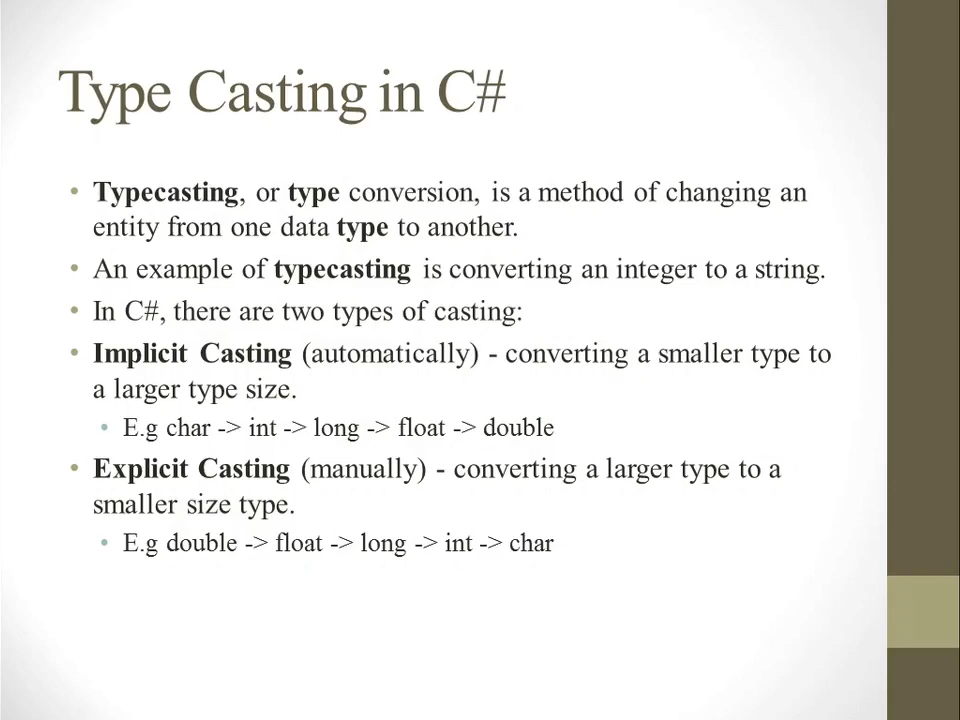 Type Casting in C#
• Typecasting, or type conversion, is a method of changing an
entity from one data type to another.
• An example of typecasting is converting an integer to a string.
• In C#, there are two types of casting:
• Implicit Casting (automatically) - converting a smaller type to
a larger type size.
• E.g char -> int -> long -> float -> double
• Explicit Casting (manually) - converting a larger type to a
smaller size type.
• E.g double -> float -> long -> int -> char